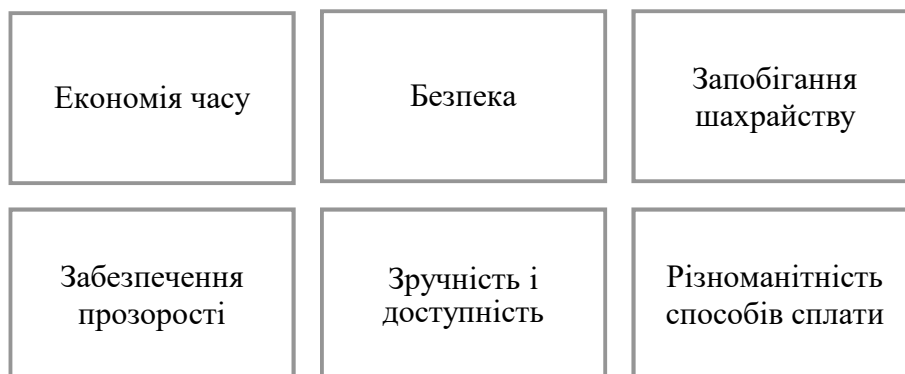 Економія часу
Безпека
Запобігання
шахрайству
Забезпечення
прозорості
Зручність і
доступність
Різноманітність
способів сплати